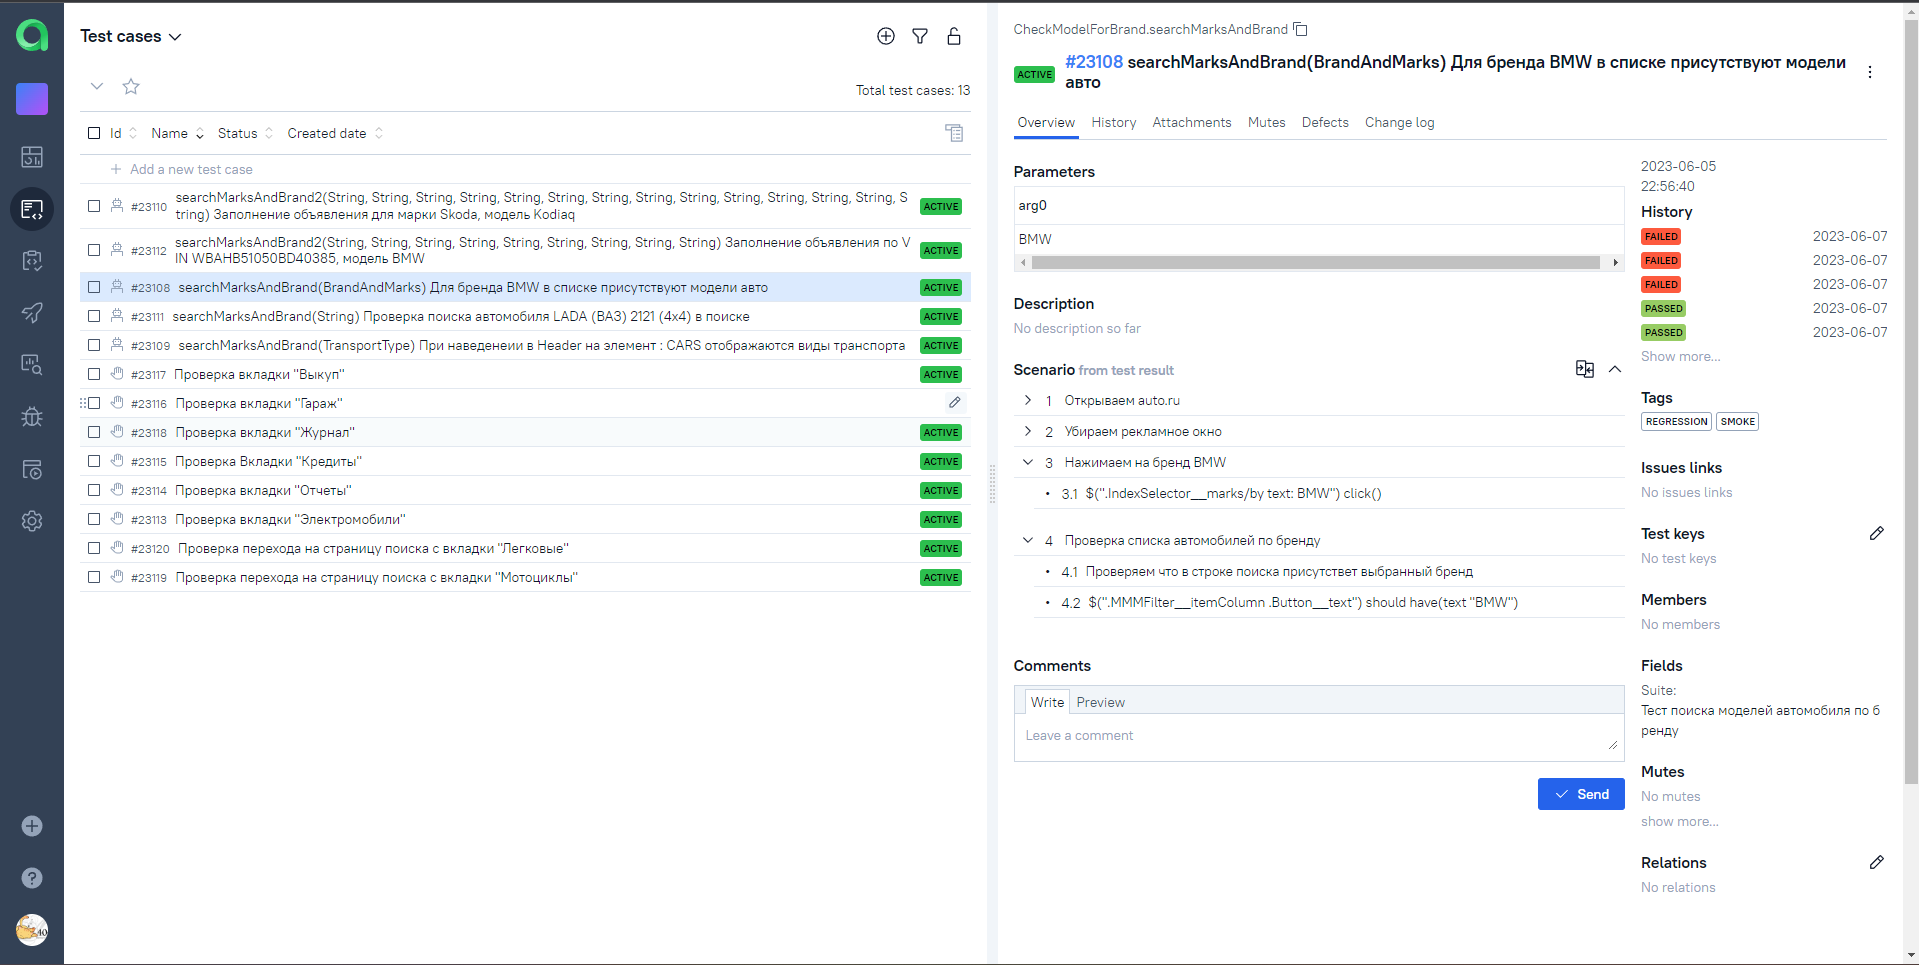 Test cases
Total test cases: 13
Id Name Status Created date
Add a new test case
#23110 searchMarksAndBrand2(String, String, String, String, String, String, String, String, String, String, String, String, String, String, String, String, S
tring) Заполнение объявления для марки Skoda, модель Kodiaq ACTIVE
#23112 searchMarksAndBrand2(String, String, String, String, String, String, String, String, String, String, String, String) Заполнение объявления по V
IN WBAHB51050BD40385, модель BMW ACTIVE
#23108 searchMarksAndBrand(BrandAndMarks) Для бренда BMW в списке присутствуют модели авто ACTIVE
#23111 searchMarksAndBrand(String) Проверка поиска автомобиля LADA (ВАЗ) 2121 (4x4) в поиске ACTIVE
#23109 searchMarksAndBrand(TransportType) При наведенеии в Header на элемент : CARS отображаются виды транспорта ACTIVE
#23117 Проверка вкладки "Выкуп" ACTIVE
#23116 Проверка вкладки "Гараж"
#23118 Проверка вкладки "Журнал" ACTIVE
#23115 Проверка Вкладки "Кредиты" ACTIVE
#23114 Проверка вкладки "Отчеты" ACTIVE
#23113 Проверка вкладки "Электромобили" ACTIVE
#23120 Проверка перехода на страницу поиска с вкладки "Легковые" ACTIVE
#23119 Проверка перехода на страницу поиска с вкладки "Мотоциклы" ACTIVE
CheckModelForBrand.searchMarksAndBrand
ACTIVE #23108 searchMarksAndBrand(BrandAndMarks) Для бренда BMW в списке присутствуют модели
авто
Overview History Attachments Mutes Defects Change log
Parameters
arg0
BMW
Description
No description so far
Scenario from test result
1 Открываем auto.ru
2 Убираем рекламное окно
3 Нажимаем на бренд BMW
• 3.1 $(".IndexSelector__marks/by text: BMW") click()
4 Проверка списка автомобилей по бренду
• 4.1 Проверяем что в строке поиска присутствет выбранный бренд
• 4.2 $(".MMMFilter__itemColumn .Button__text") should have(text "BMW")
Comments
Write Preview
Leave a comment
Send
2023-06-05
22:56:40
History
FAILED 2023-06-07
FAILED 2023-06-07
FAILED 2023-06-07
PASSED 2023-06-07
PASSED 2023-06-07
Show more...
Tags
REGRESSION SMOKE
Issues links
No issues links
Test keys
No test keys
Members
No members
Fields
Suite:
Тест поиска моделей автомобиля по б
ренду
Mutes
No mutes
show more...
Relations
No relations